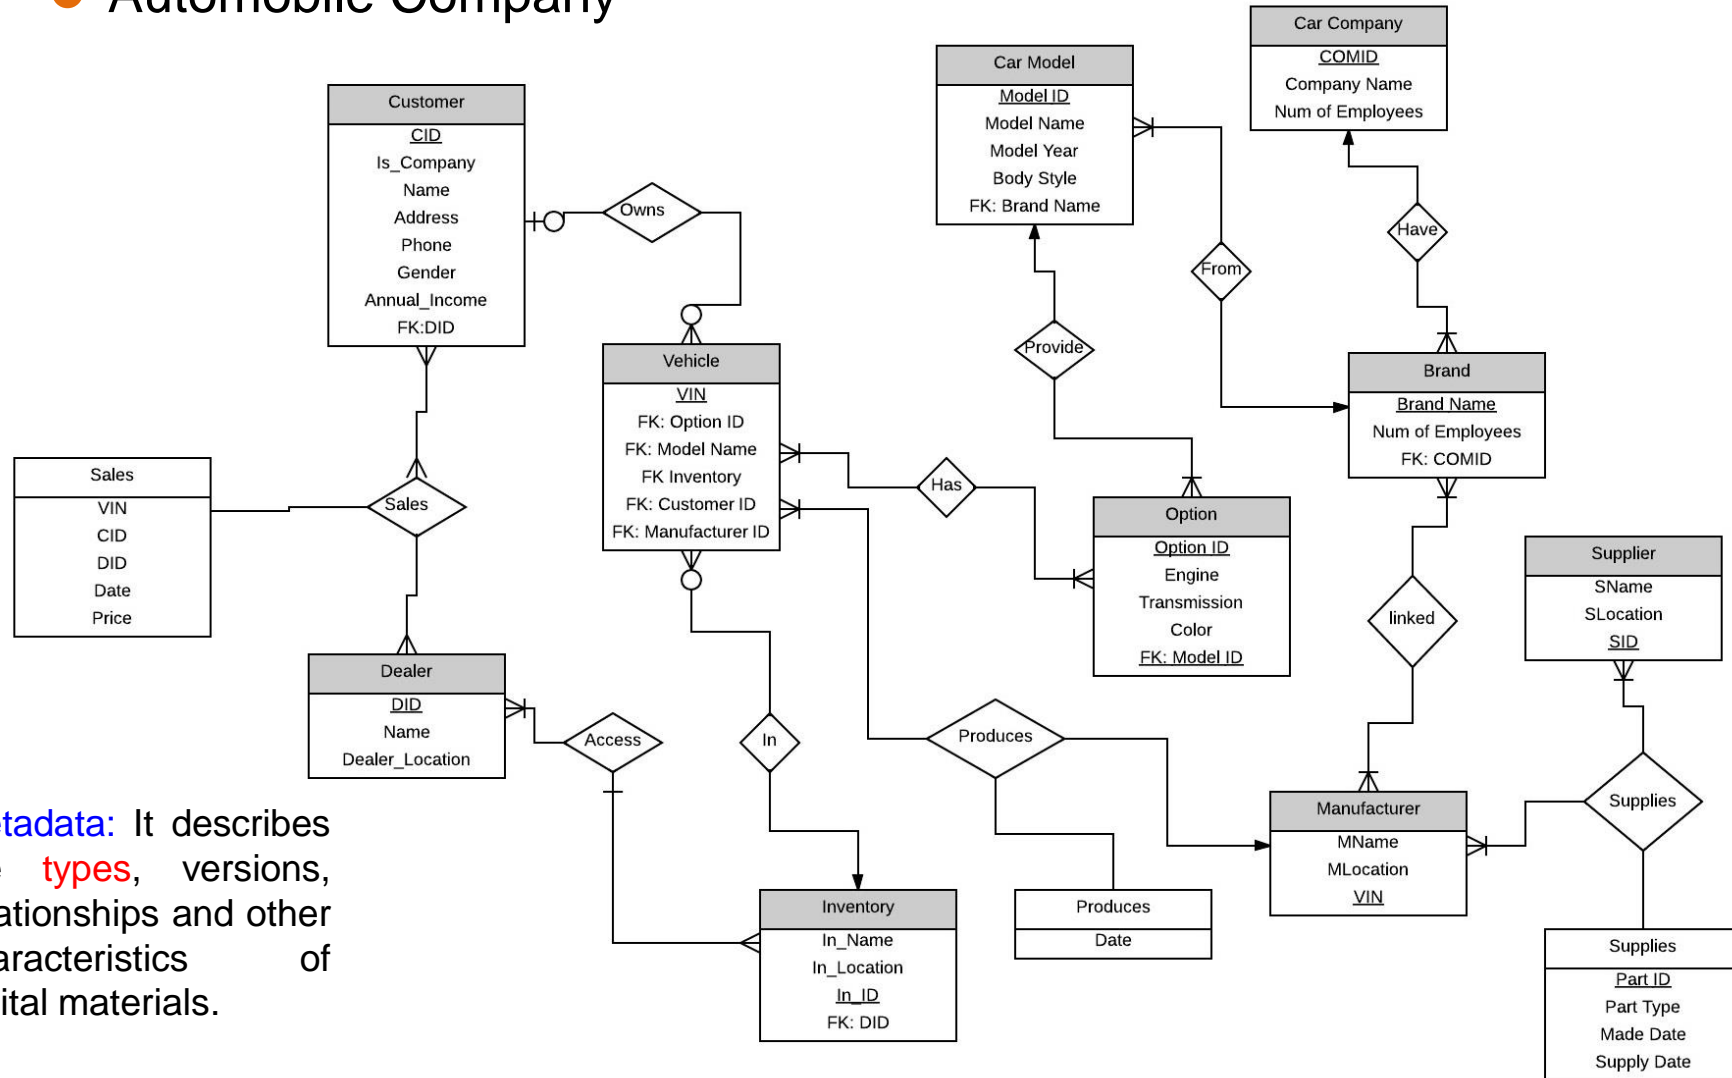 Automobile Company
Customer
CID
Is_Company
Name
Address
Phone
Gender
Annual_Income
FK:DID
Owns
Car Model
Model ID
Model Name
Model Year
Body Style
FK: Brand Name
Car Company
COMID
Company Name
Num of Employees
Have
From
Provide
Vehicle
VIN
FK: Option ID
FK: Model Name
FK Inventory
FK: Customer ID
FK: Manufacturer ID
Brand
Brand Name
Num of Employees
FK: COMID
Sales
VIN
CID
DID
Date
Price
Sales
Has
Option
Option ID
Engine
Transmission
Color
FK: Model ID
linked
Supplier
SName
SLocation
SID
Dealer
DID
Name
Dealer_Location
Access
In
Produces
Manufacturer
MName
MLocation
VIN
Supplies
etadata: It describes
types, versions,
ationships and other
aracteristics of
ital materials.
Inventory
In_Name
In_Location
In_ID
FK: DID
Produces
Date
Supplies
Part ID
Part Type
Made Date
Supply Date